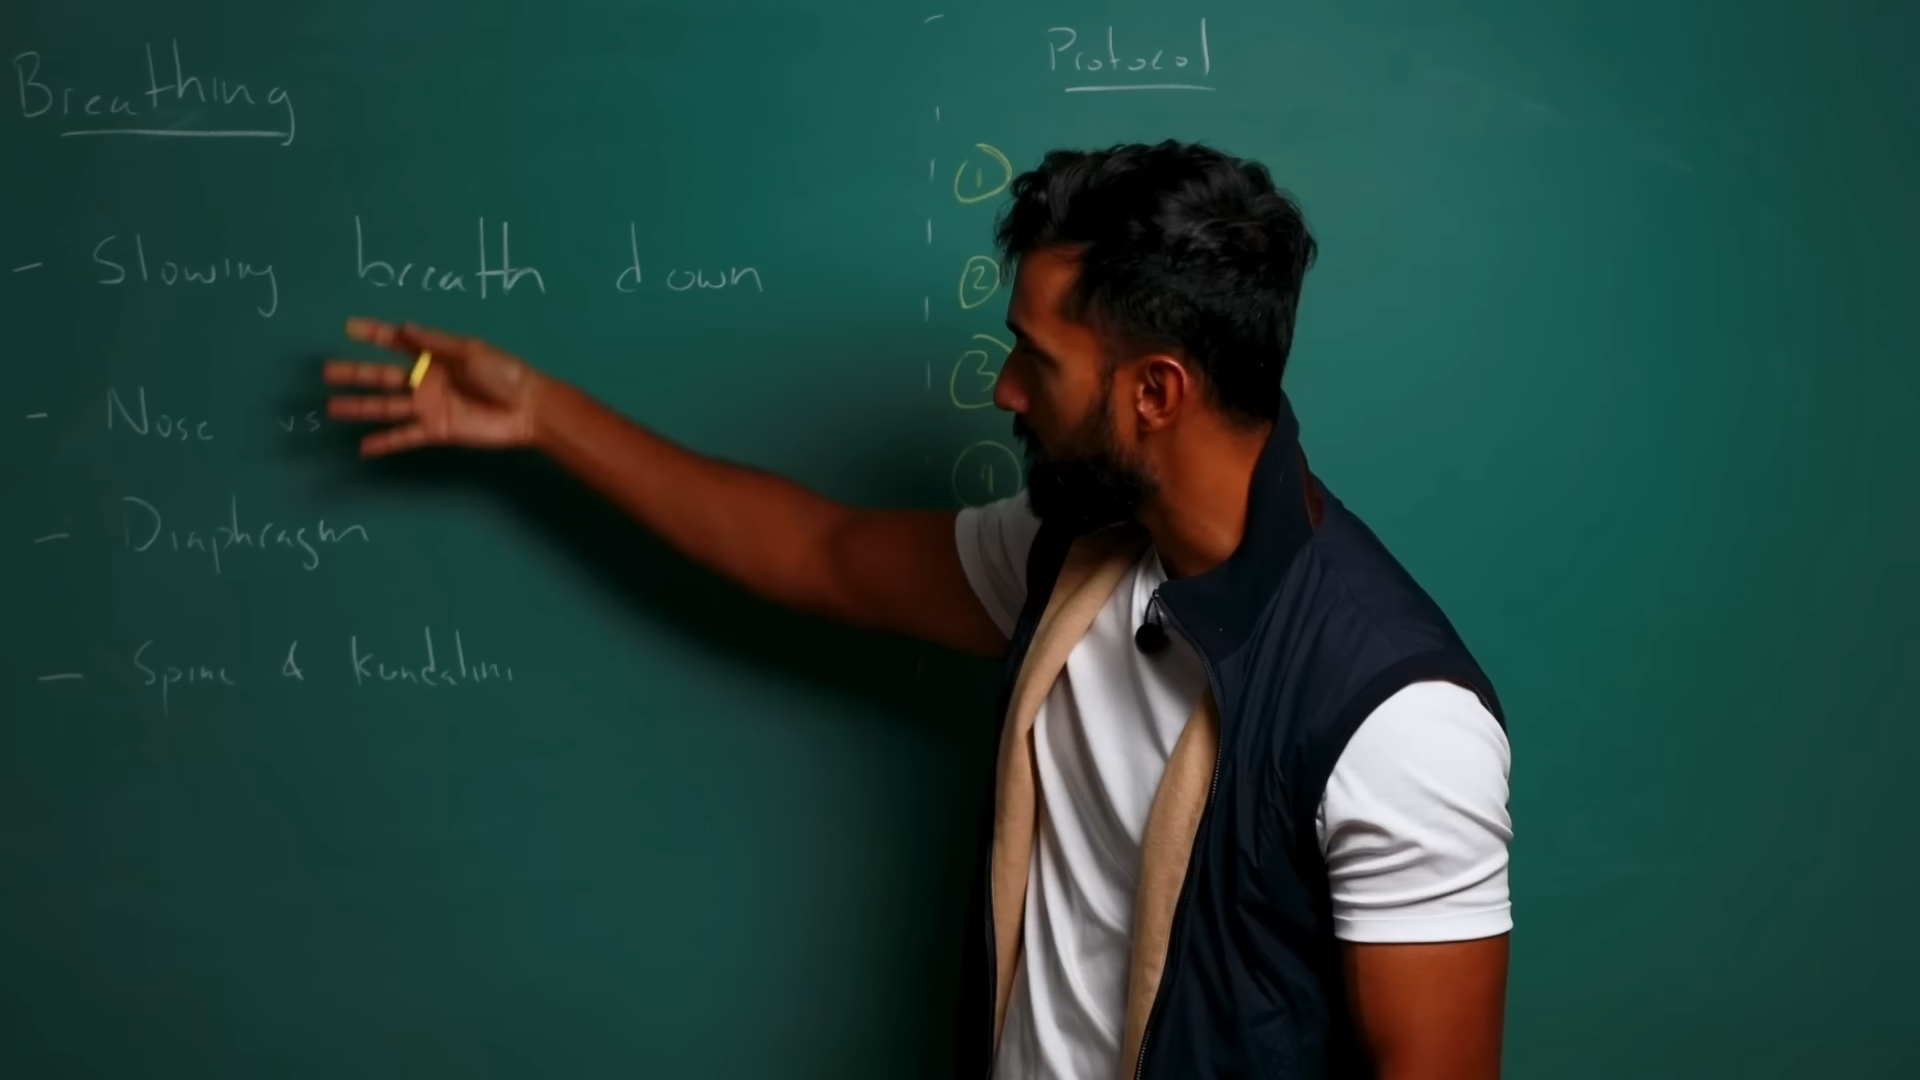 Breathing
- Slowing breath down
- Nose vs
- Diaphragm
- Spine & Kundalini
Protocol
1
2
3
4